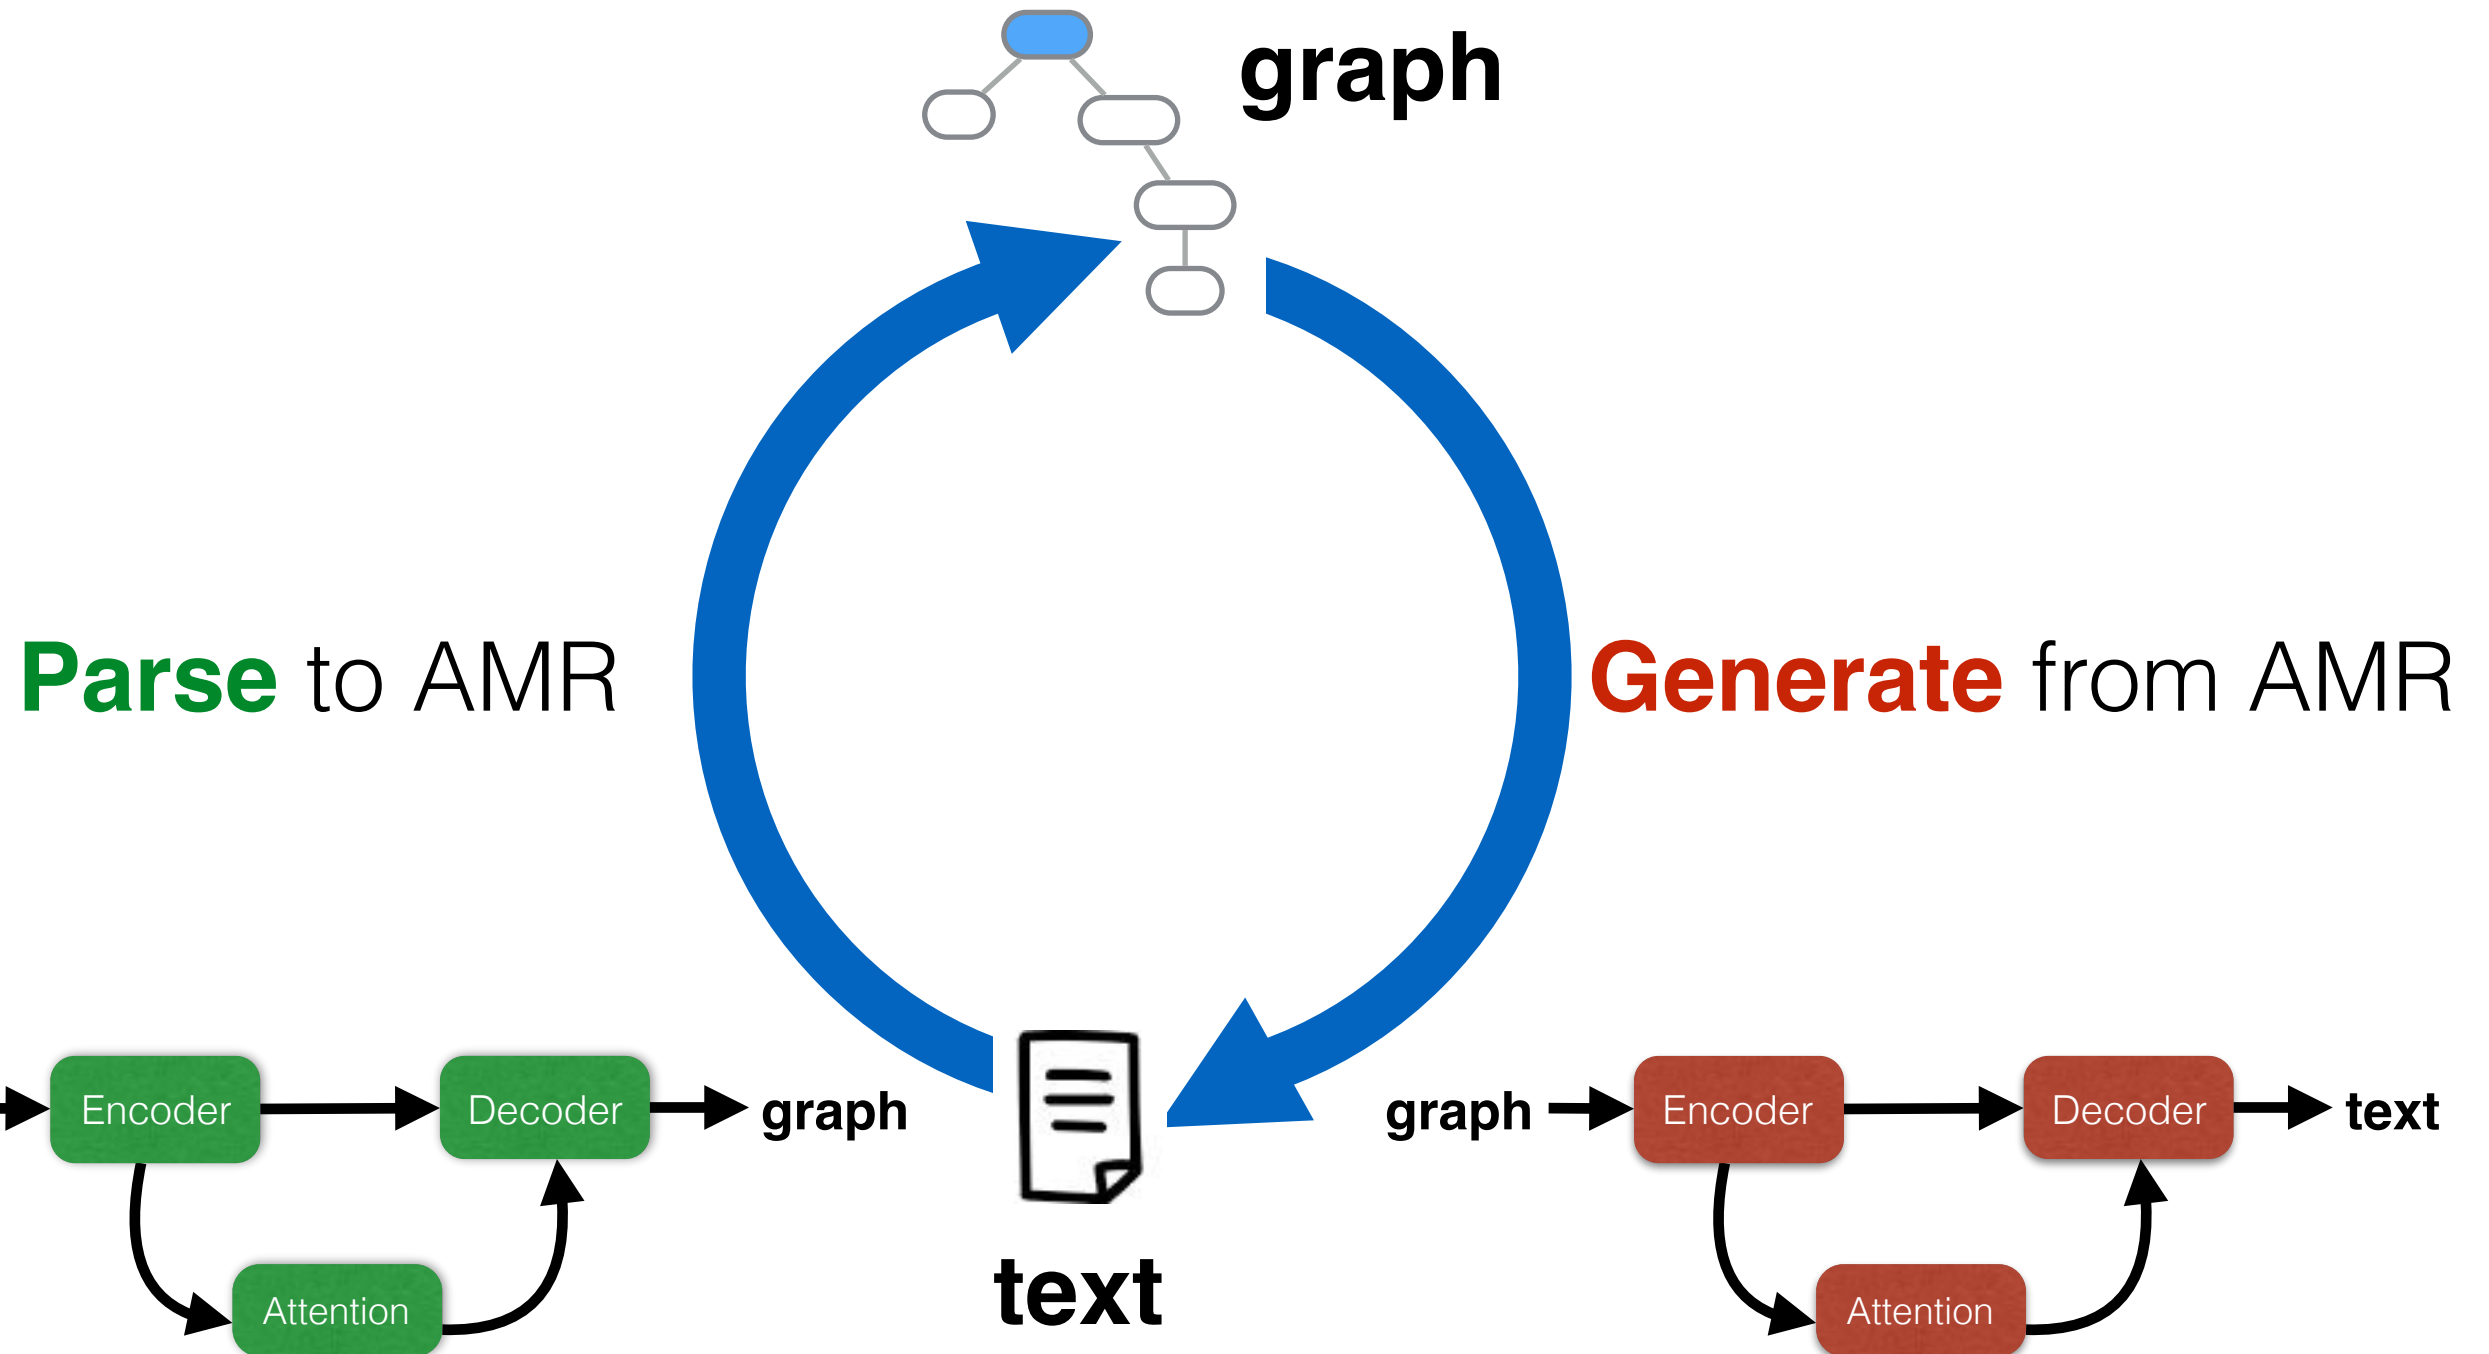 graph
Parse to AMR
Generate from AMR
Encoder
Decoder
graph
Attention
text
graph
Encoder
Decoder
text
Attention